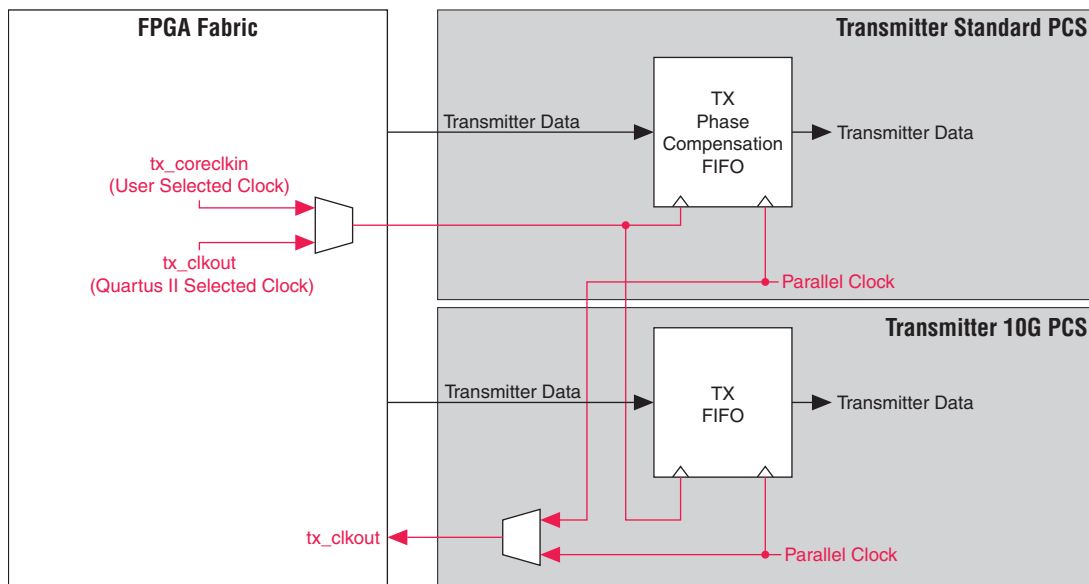 FPGA Fabric
Transmitter Standard PCS
TX
Phase
Compensation
FIFO
Transmitter Data
Transmitter Data
tx_coreclkin
(User Selected Clock)
tx_clkout
(Quartus II Selected Clock)
Parallel Clock
Transmitter 10G PCS
TX
FIFO
Transmitter Data
Transmitter Data
tx_clkout
Parallel Clock